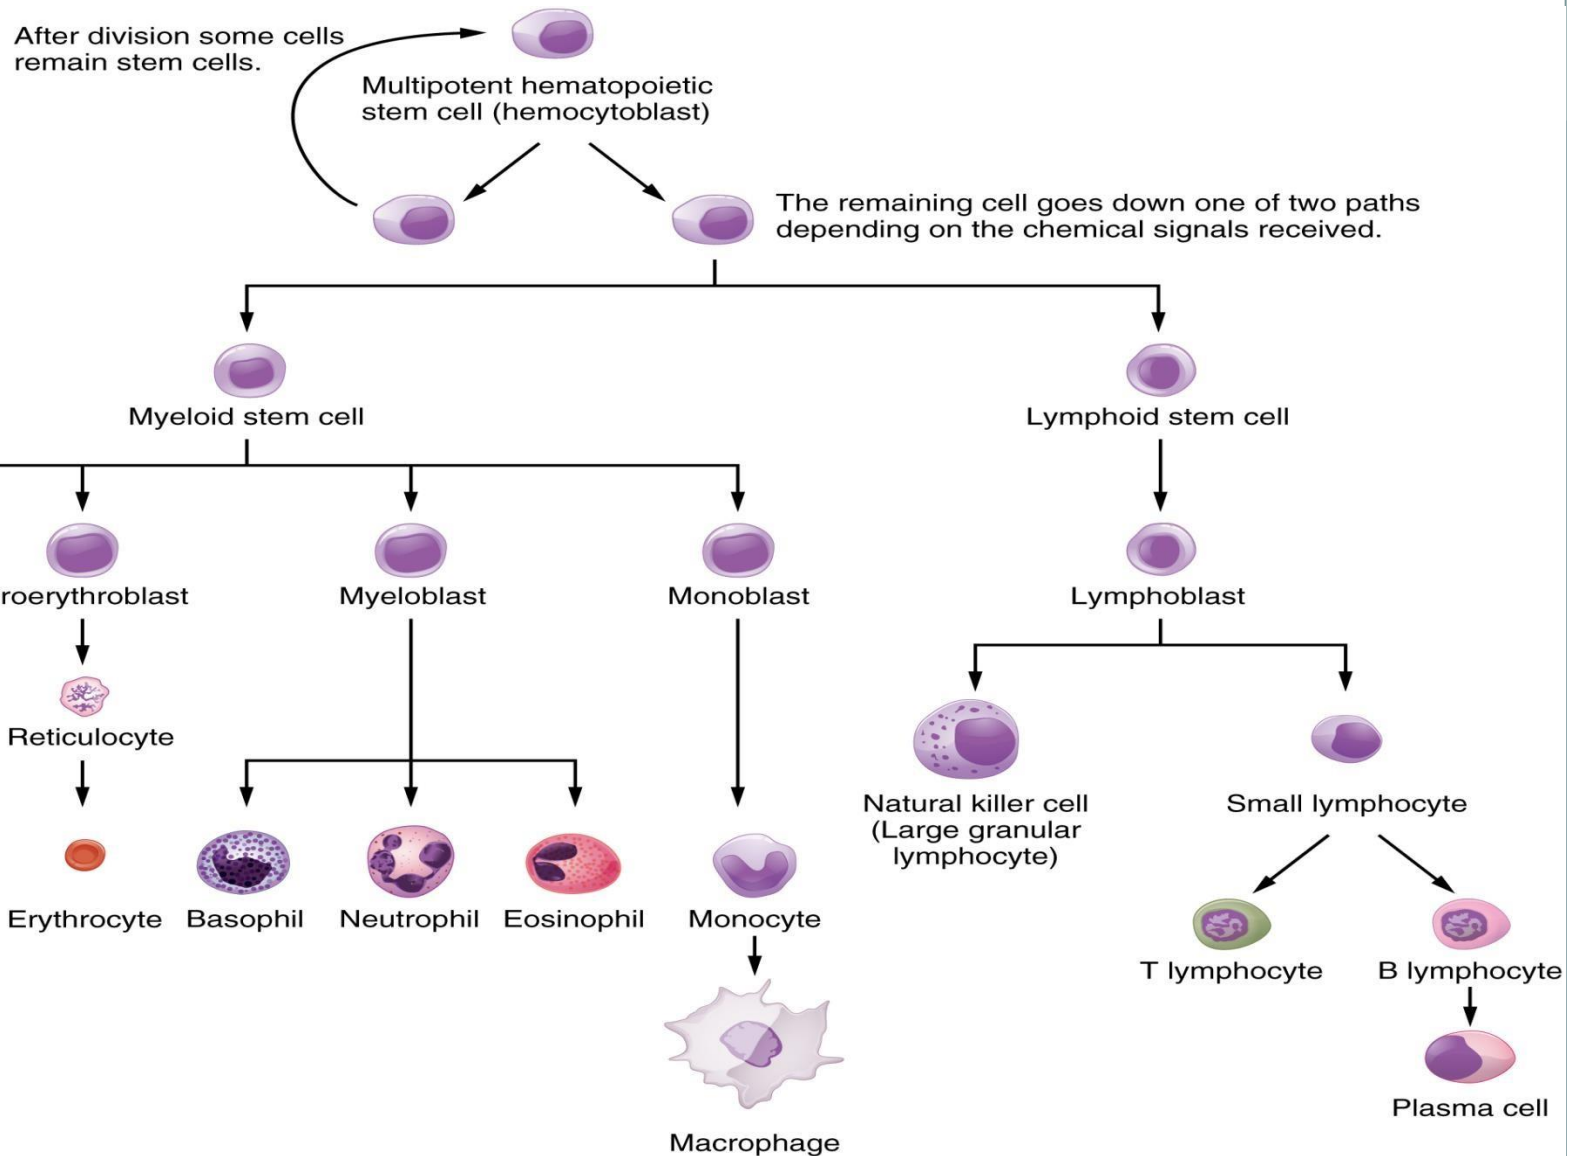 After division some cells
remain stem cells.
Multipotent hematopoietic
stem cell (hemocytoblast)
The remaining cell goes down one of two paths
depending on the chemical signals received.
Myeloid stem cell
Lymphoid stem cell
roerythroblast
Myeloblast
Monoblast
Lymphoblast
Reticulocyte
Natural killer cell
(Large granular
lymphocyte)
Small lymphocyte
Erythrocyte
Basophil
Neutrophil
Eosinophil
Monocyte
T lymphocyte
B lymphocyte
Plasma cell
Macrophage